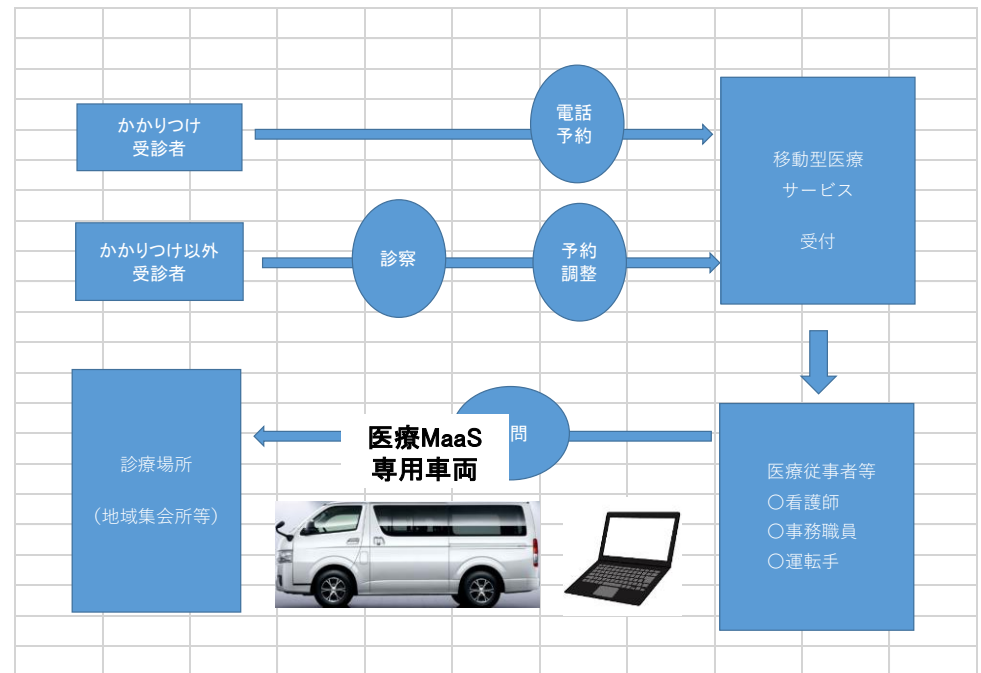 かかりつけ
受診者
電話
予約
移動型医療
サービス
受付
かかりつけ以外
受診者
診察
予約
調整
診療場所
（地域集会所等）
医療MaaS
専用車両
問
医療従事者等
〇看護師
〇事務職員
〇運転手